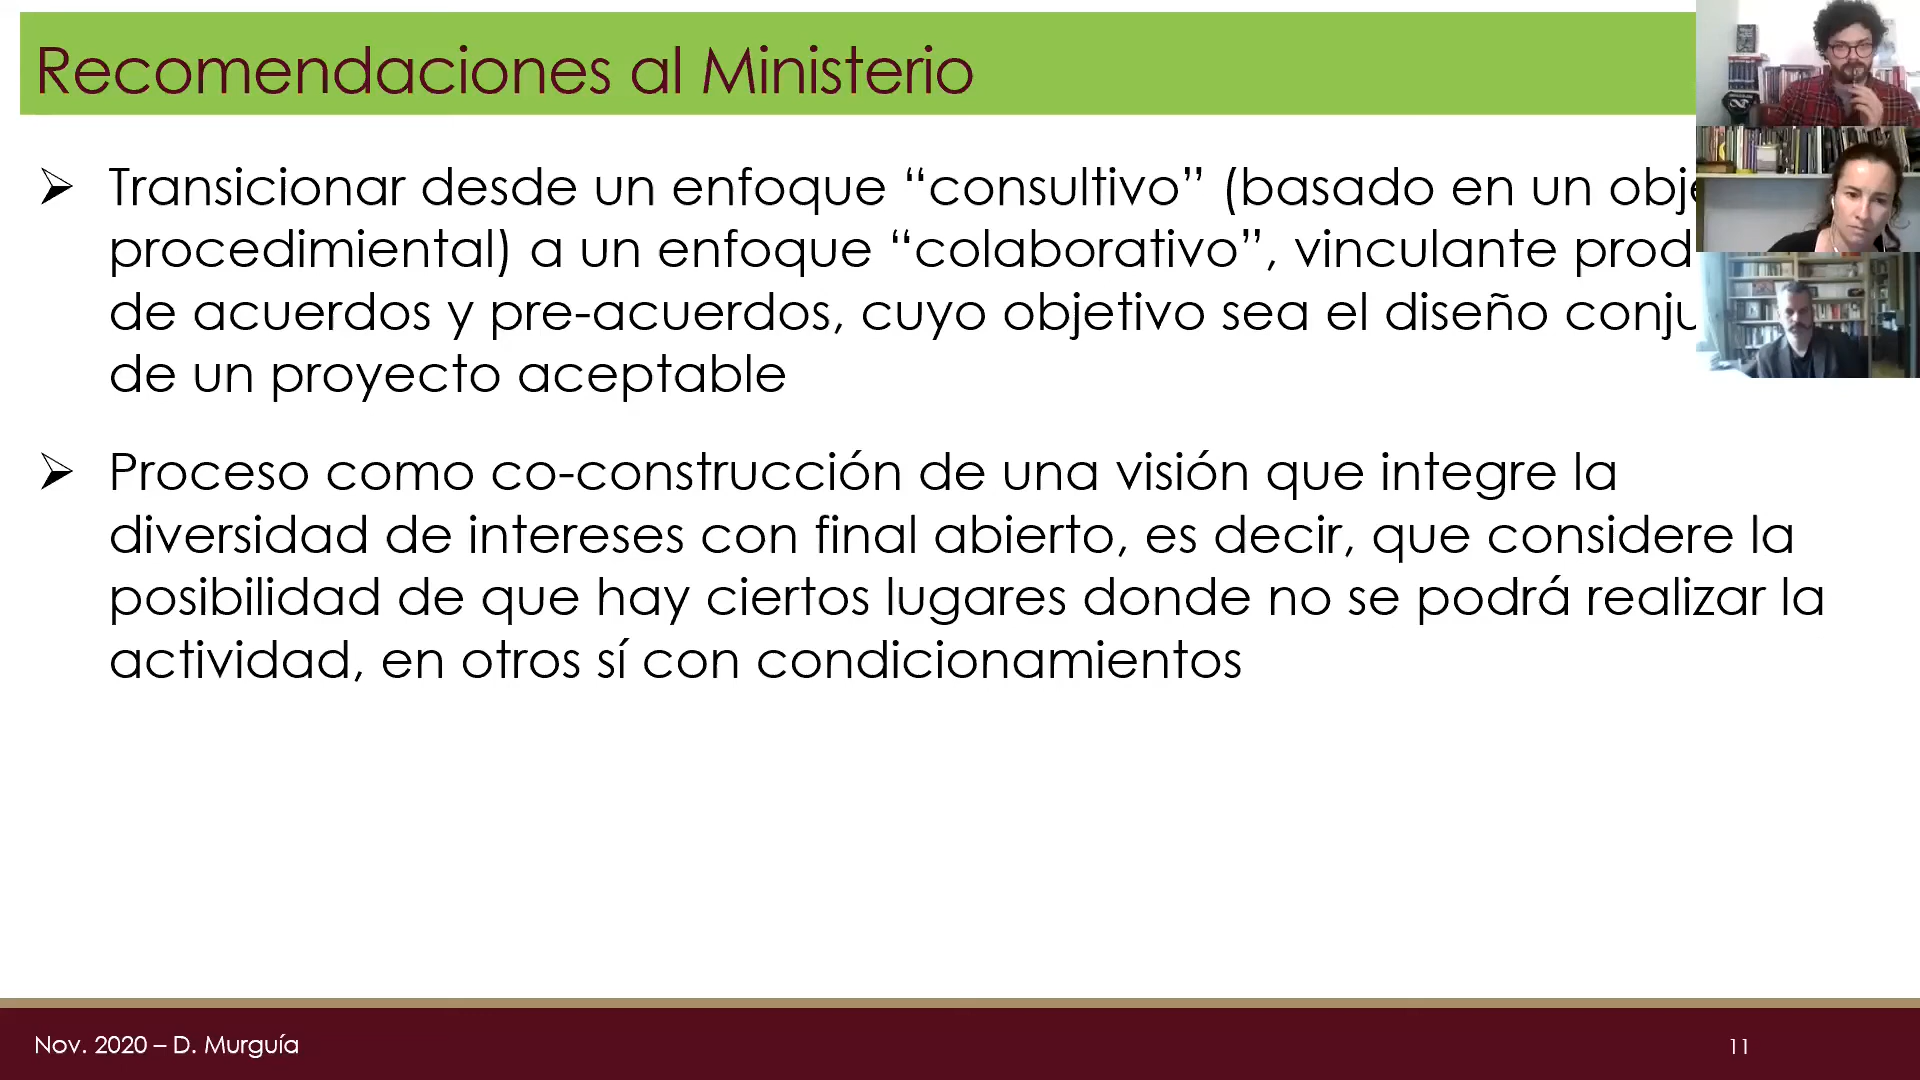 Recomendaciones al Ministerio
➢ Transicionar desde un enfoque “consultivo” (basado en un
procedimiental) a un enfoque “colaborativo”, vinculante
de acuerdos y pre-acuerdos, cuyo objetivo sea el diseño
de un proyecto aceptable
➢ Proceso como co-construcción de una visión que integre la
diversidad de intereses con final abierto, es decir, que considere la
posibilidad de que hay ciertos lugares donde no se podrá realizar la
actividad, en otros sí con condicionamientos
Nov. 2020 – D. Murguía
11